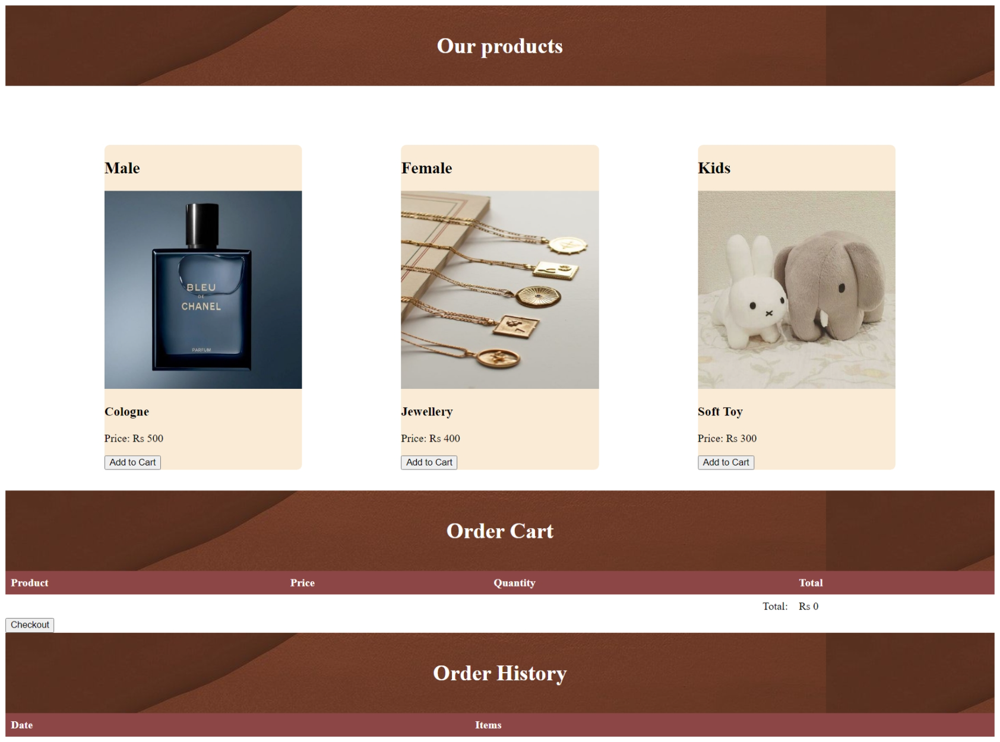 Our products
Male
Female
Kids
BLEU
DE
CHANEL
PARFUM
Cologne
Jewellery
Soft Toy
Price: Rs 500
Price: Rs 400
Price: Rs 300
Add to Cart
Add to Cart
Add to Cart
Order Cart
Product Price Quantity Total
Total: Rs 0
Checkout
Order History
Date Items